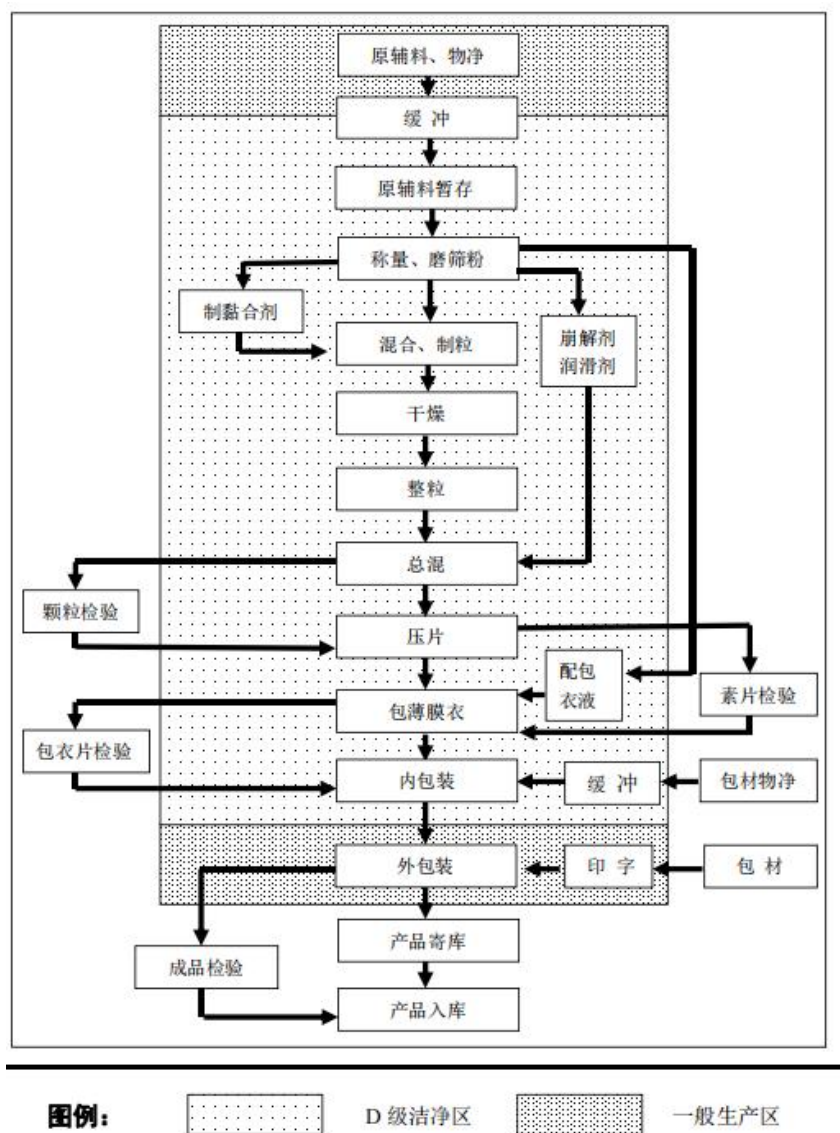 原辅料、物净
缓 冲
原辅料暂存
称量、磨筛粉
制黏合剂
崩解剂
润滑剂
混合、制粒
干燥
整粒
总混
颗粒检验
压片
配包
衣液
素片检验
包薄膜衣
包衣片检验
内包装
缓 冲
包材物净
外包装
印 字
包 材
产品寄库
成品检验
产品入库
图例：
D 级洁净区
一般生产区